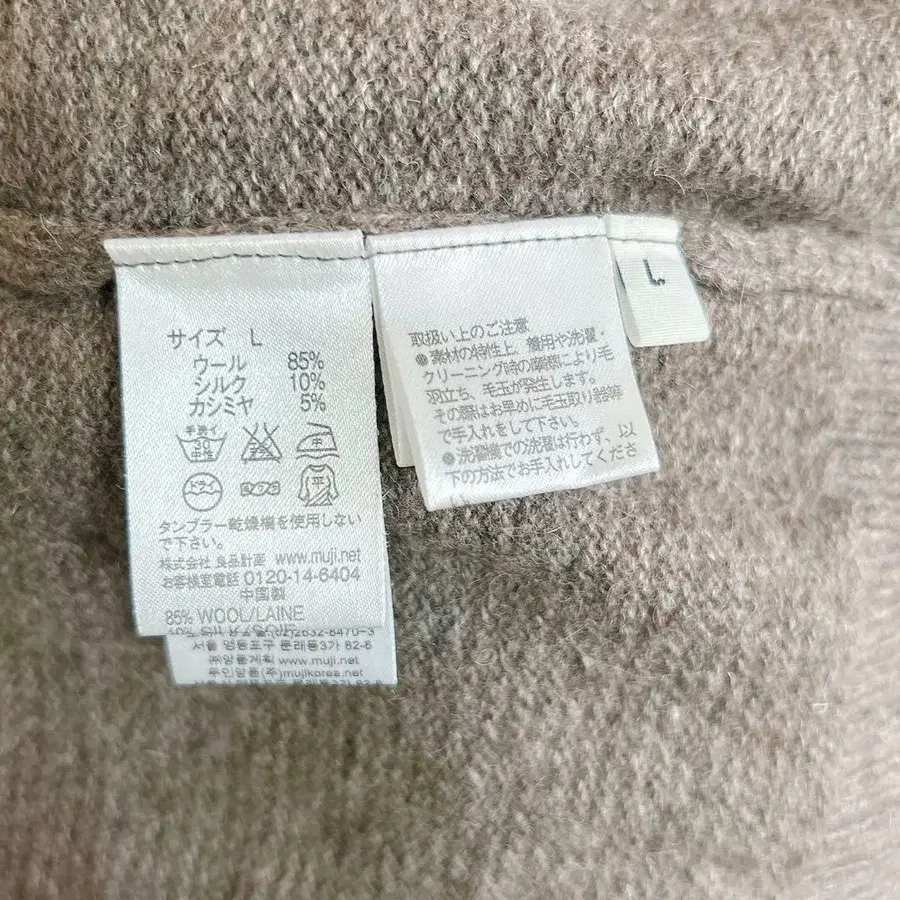 サイズ L
ウール 85%
シルク 10%
カシミヤ 5%
手洗イ
30
中性
ドライ
平
タンブラー乾燥機を使用しない
で下さい。
株式会社 良品計画 www.muji.net
お客様室電話 0120-14-6404
中国製
85% WOOL/LAINE
02)2632-8470~3
서울 영등포구 문래동3가 82-6
www.muji.net
mujikorea.net
取扱い上のご注意
●素材の特性上、着用や洗濯・
クリーニング時の摩擦により毛
羽立ち、毛玉が発生します。
その際はお早めに毛玉取り器等
で手入れをして下さい。
●洗濯機での洗濯は行わず、以
下の方法でお手入れしてくださ
L